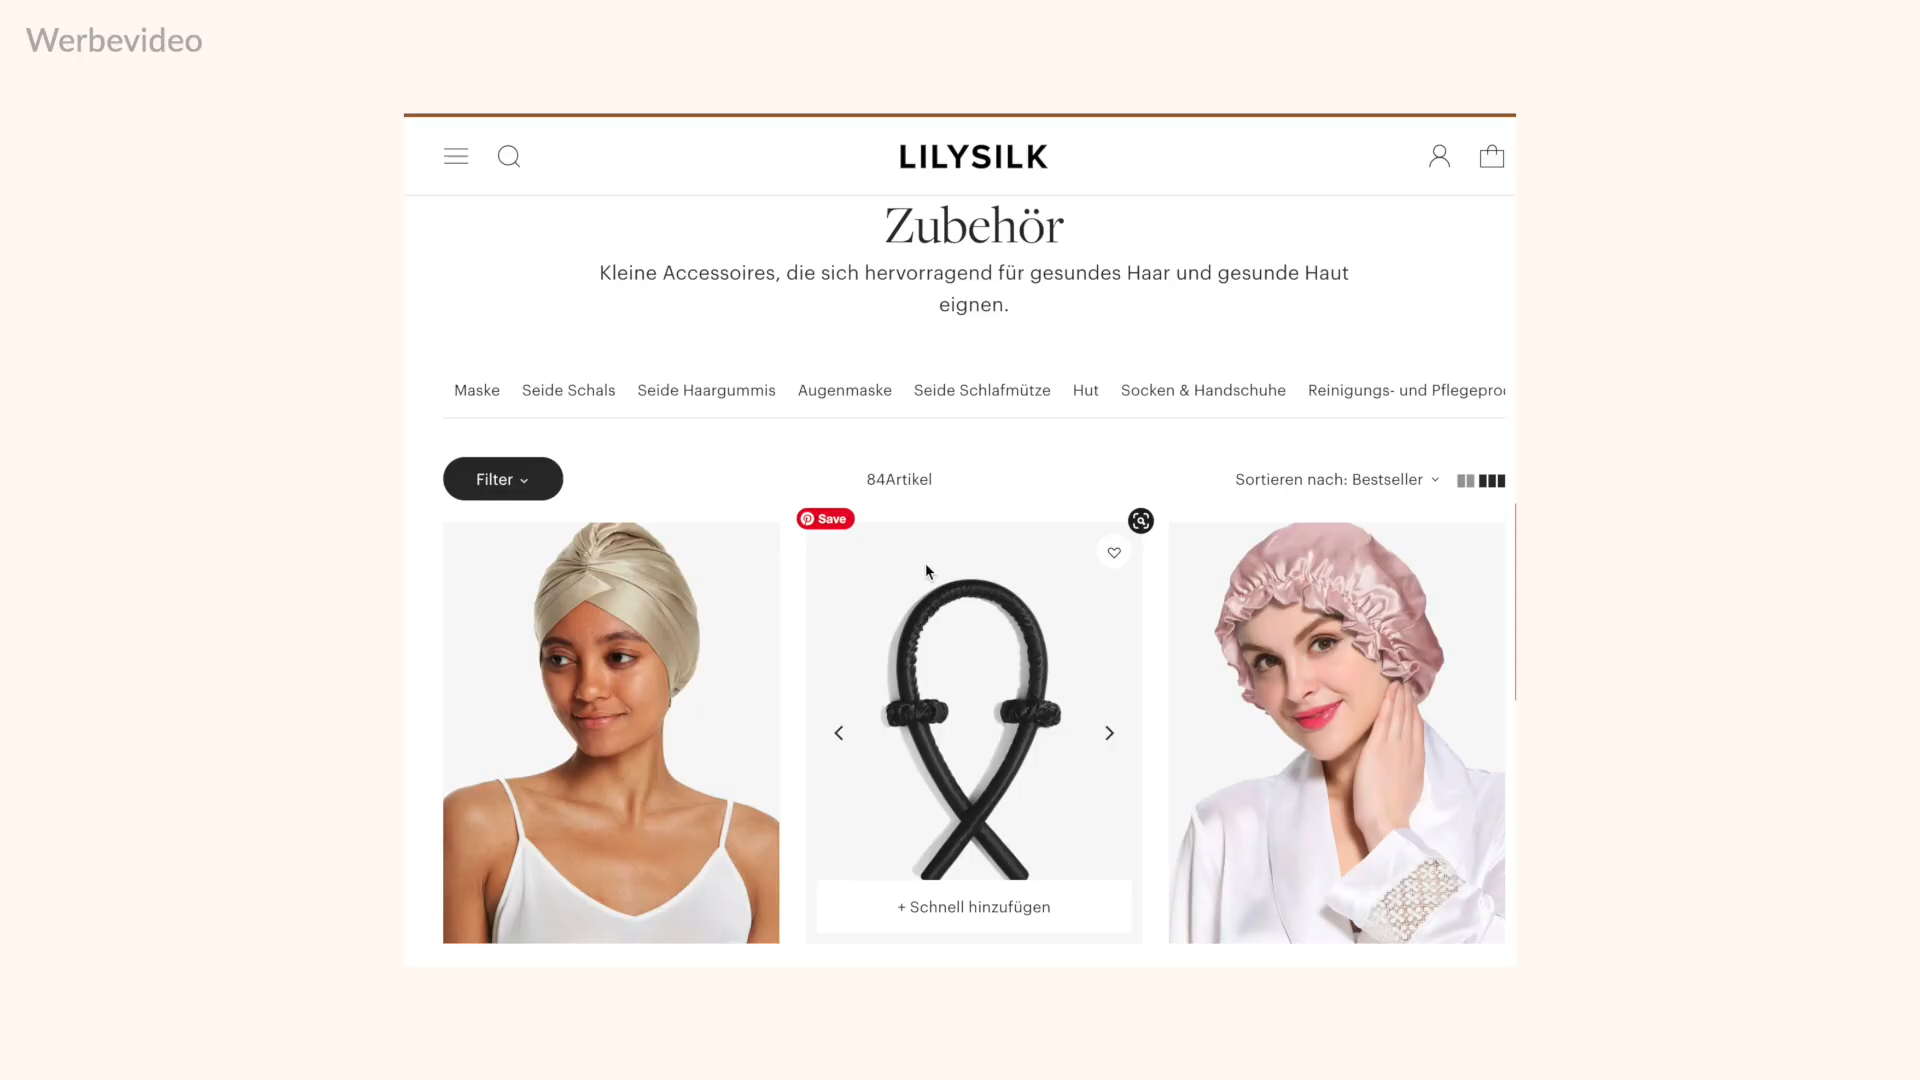 Werbevideo
LILYSILK
Zubehör
Kleine Accessoires, die sich hervorragend für gesundes Haar und gesunde Haut
eignen.
Maske Seide Schals Seide Haargummis Augenmaske Seide Schlafmütze Hut Socken & Handschuhe Reinigungs- und Pflegeproc
Filter 84Artikel Sortieren nach: Bestseller
Save
+ Schnell hinzufügen